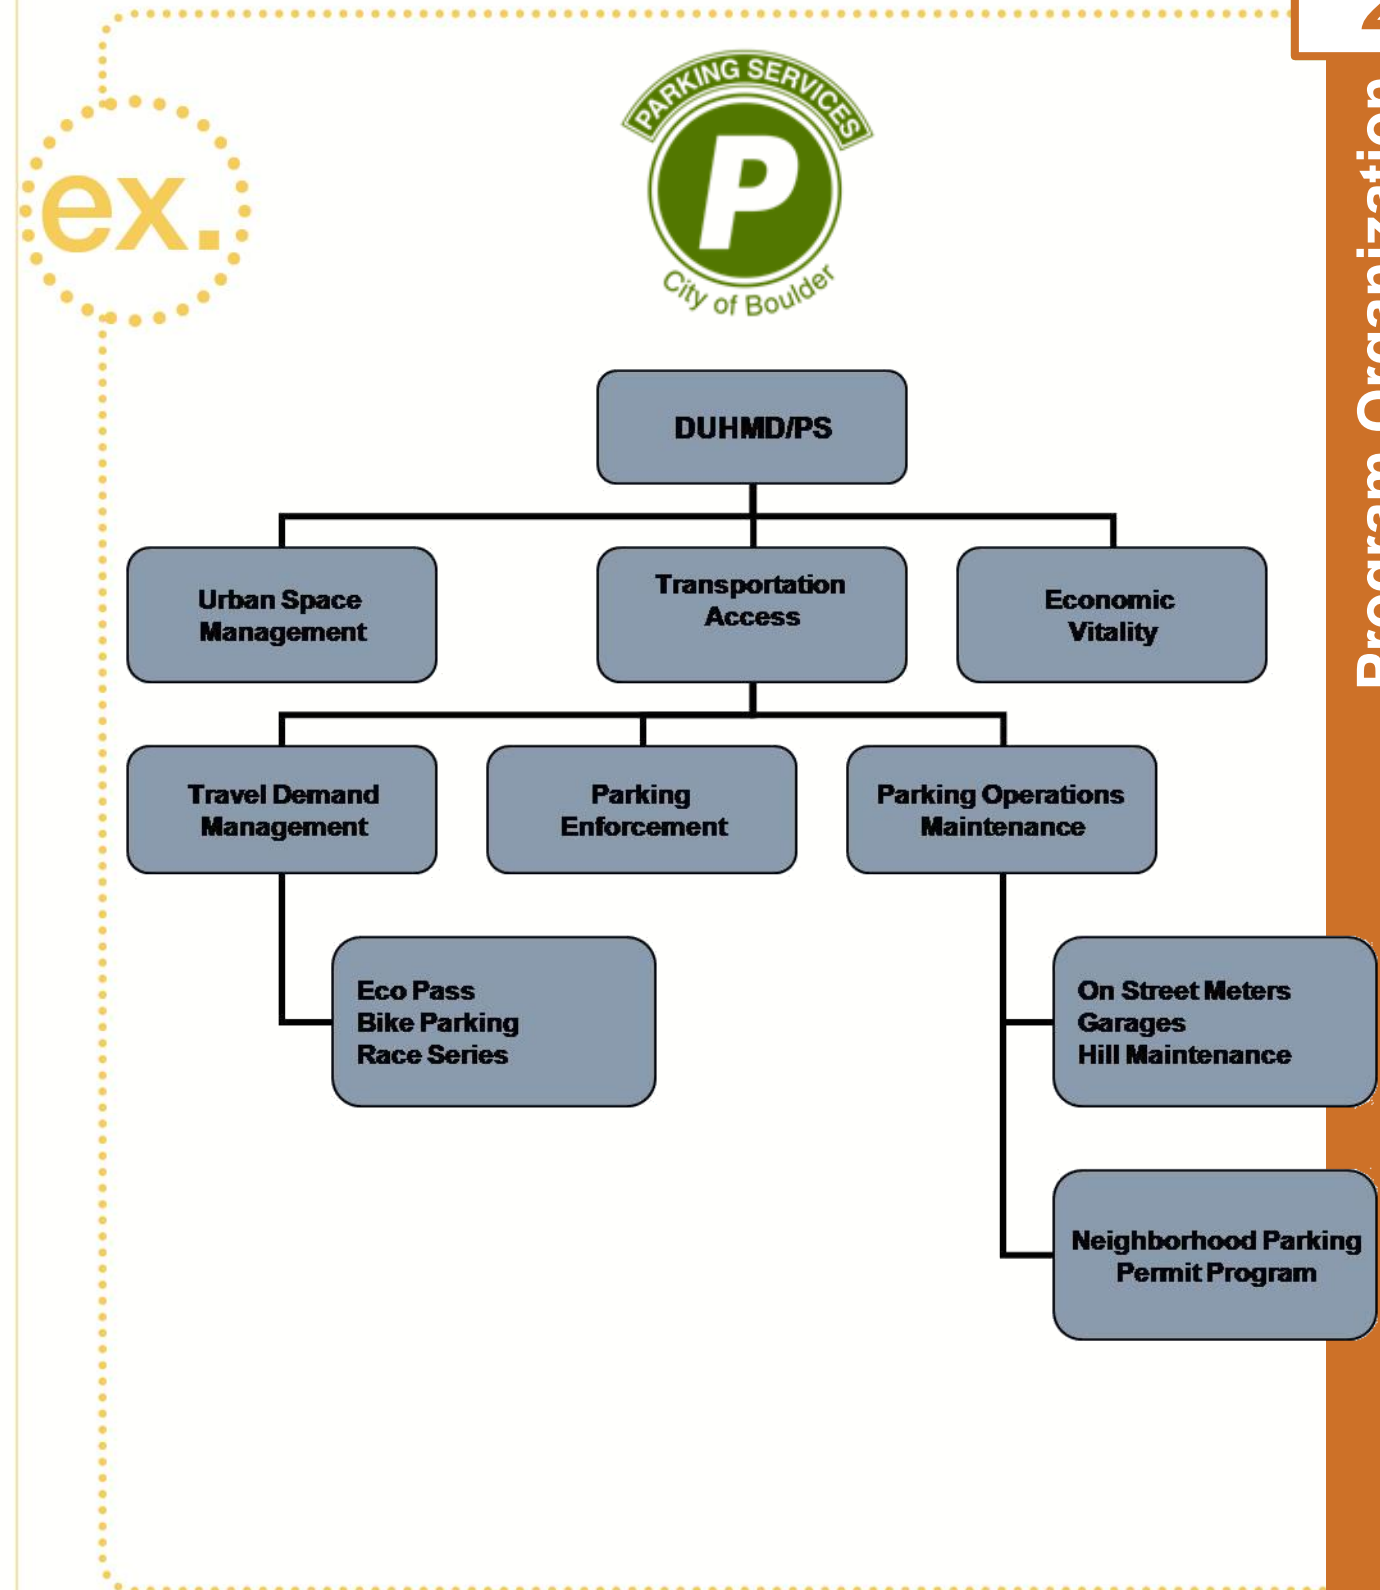 ex.
PARKING SERVICES
P
City of Boulder
Program Organization
DUHMD/PS
Urban Space
Management
Transportation
Access
Economic
Vitality
Travel Demand
Management
Parking
Enforcement
Parking Operations
Maintenance
Eco Pass
Bike Parking
Race Series
On Street Meters
Garages
Hill Maintenance
Neighborhood Parking
Permit Program